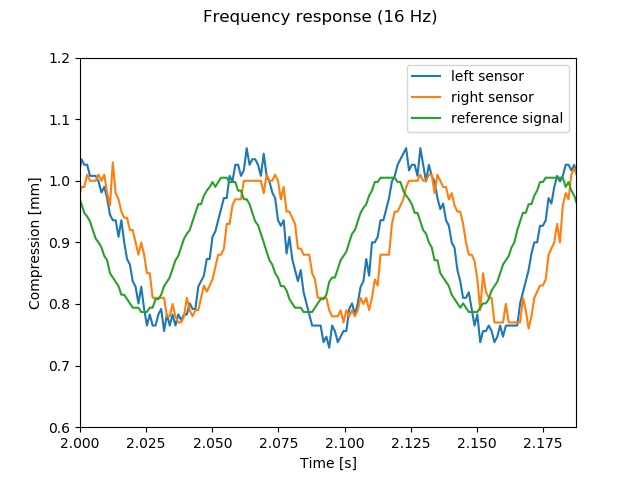 Frequency response (16 Hz)
left sensor
right sensor
reference signal
Compression [mm]
1.2
1.1
1.0
0.9
0.8
0.7
0.6
2.000 2.025 2.050 2.075 2.100 2.125 2.150 2.175
Time [s]